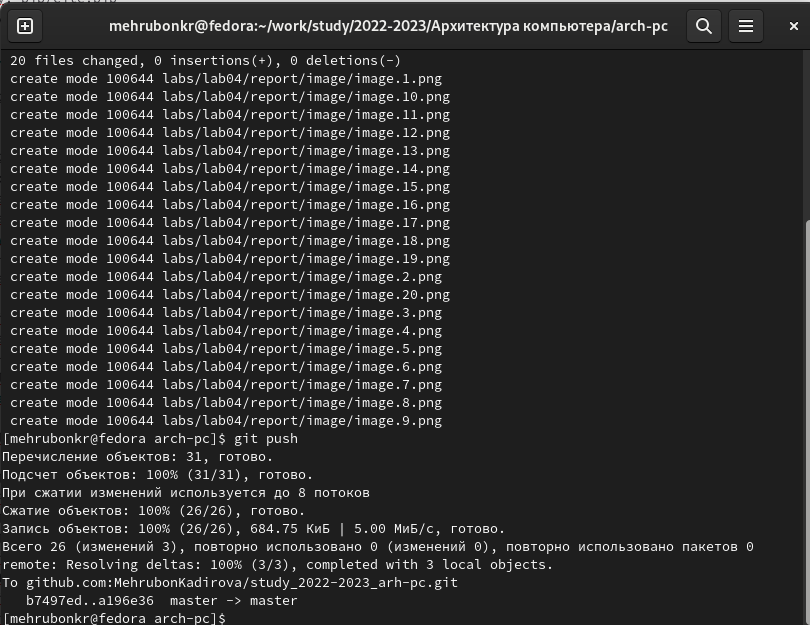 mehrubonkr@fedora:~/work/study/2022-2023/Архитектура компьютера/arch-pc
20 files changed, 0 insertions(+), 0 deletions(-)
create mode 100644 labs/lab04/report/image/image.1.png
create mode 100644 labs/lab04/report/image/image.10.png
create mode 100644 labs/lab04/report/image/image.11.png
create mode 100644 labs/lab04/report/image/image.12.png
create mode 100644 labs/lab04/report/image/image.13.png
create mode 100644 labs/lab04/report/image/image.14.png
create mode 100644 labs/lab04/report/image/image.15.png
create mode 100644 labs/lab04/report/image/image.16.png
create mode 100644 labs/lab04/report/image/image.17.png
create mode 100644 labs/lab04/report/image/image.18.png
create mode 100644 labs/lab04/report/image/image.19.png
create mode 100644 labs/lab04/report/image/image.2.png
create mode 100644 labs/lab04/report/image/image.20.png
create mode 100644 labs/lab04/report/image/image.3.png
create mode 100644 labs/lab04/report/image/image.4.png
create mode 100644 labs/lab04/report/image/image.5.png
create mode 100644 labs/lab04/report/image/image.6.png
create mode 100644 labs/lab04/report/image/image.7.png
create mode 100644 labs/lab04/report/image/image.8.png
create mode 100644 labs/lab04/report/image/image.9.png
[mehrubonkr@fedora arch-pc]$ git push
Перечисление объектов: 31, готово.
Подсчет объектов: 100% (31/31), готово.
При сжатии изменений используется до 8 потоков
Сжатие объектов: 100% (26/26), готово.
Запись объектов: 100% (26/26), 684.75 КиБ | 5.00 МиБ/с, готово.
Всего 26 (изменений 3), повторно использовано 0 (изменений 0), повторно использовано пакетов 0
remote: Resolving deltas: 100% (3/3), completed with 3 local objects.
To github.com:MehrubonKadirova/study_2022-2023_arh-pc.git
b7497ed..a196e36 master -> master
[mehrubonkr@fedora arch-pc]$